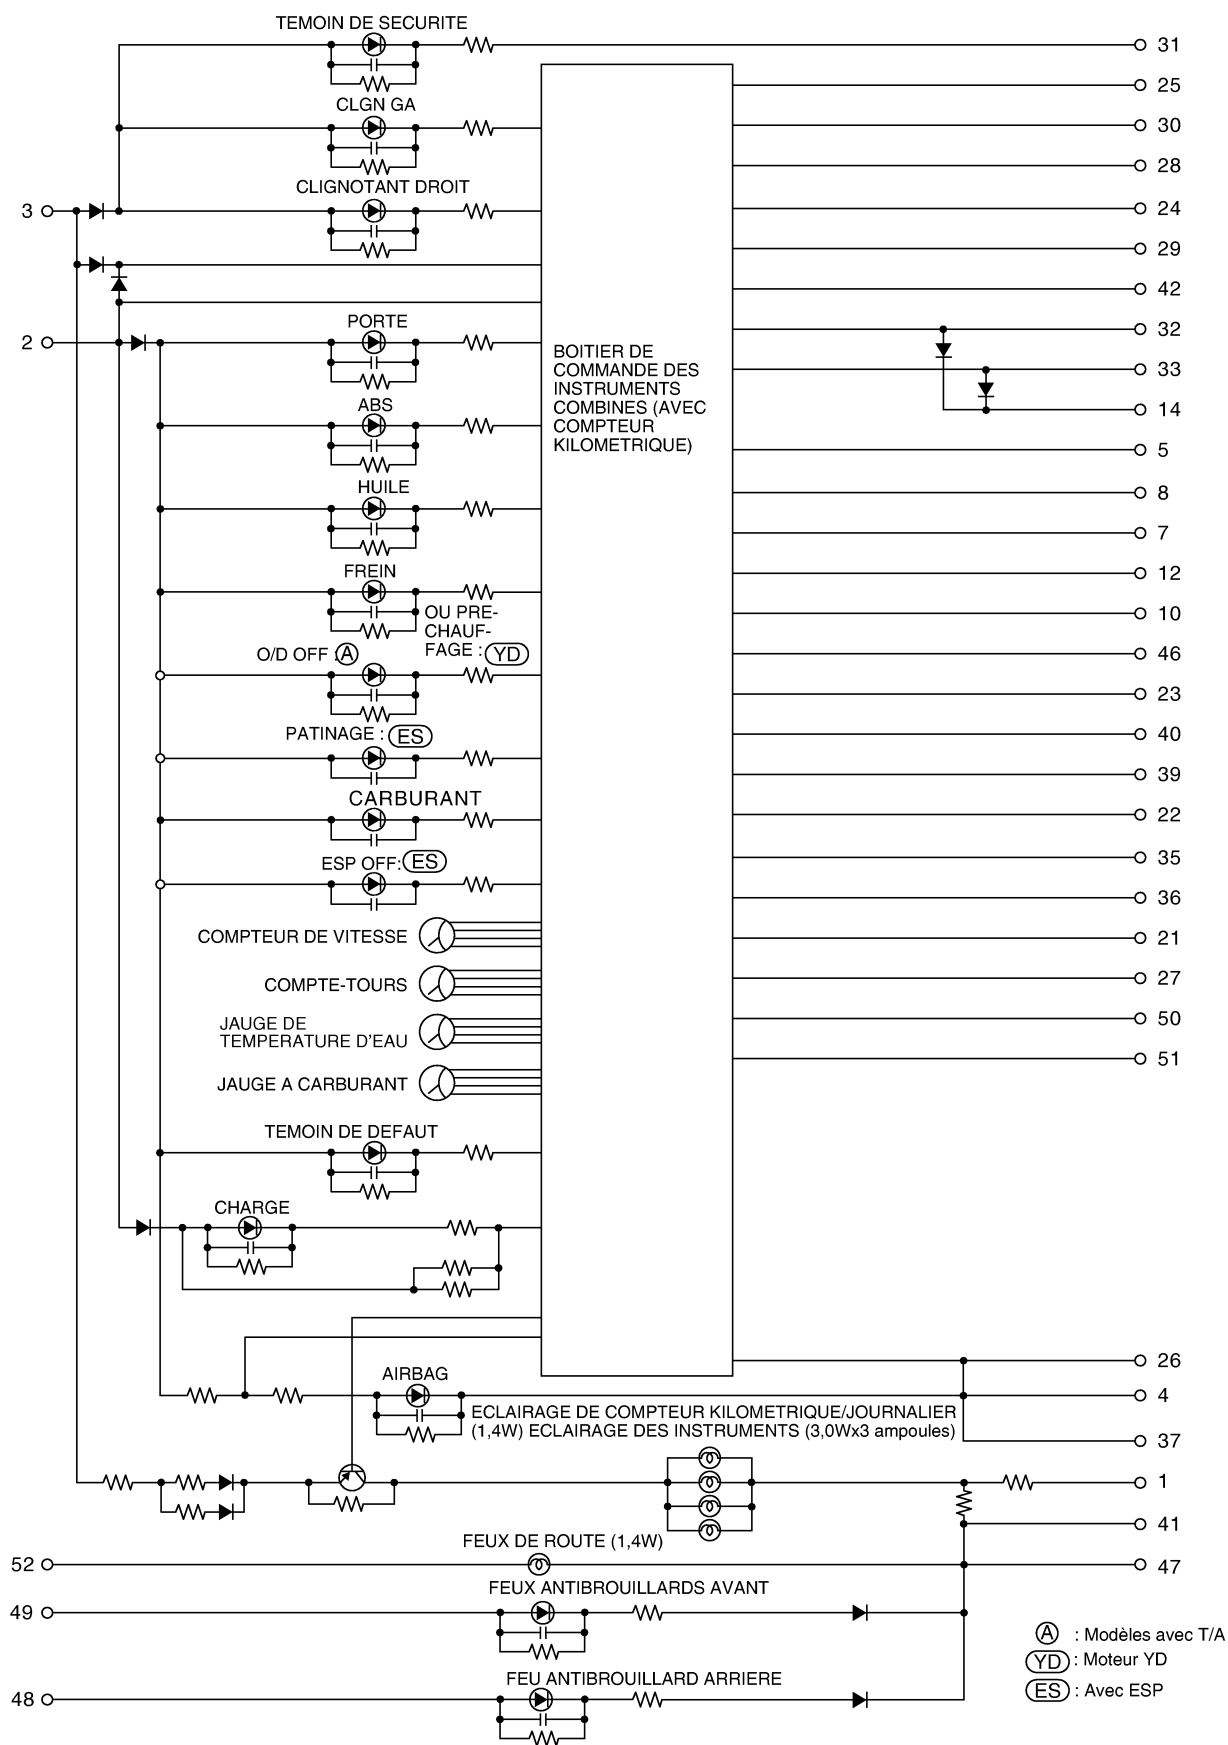 TEMOIN DE SECURITE
31
25
CLGN GA
30
28
CLIGNOTANT DROIT
3
24
29
42
PORTE
32
2
BOITIER DE
COMMANDE DES
INSTRUMENTS
COMBINES (AVEC
COMPTEUR
KILOMETRIQUE)
33
ABS
14
5
HUILE
8
7
FREIN
12
OU PRE-
CHAUF-
FAGE : YD
10
O/D OFF : A
46
23
PATINAGE : ES
40
39
CARBURANT
22
ESP OFF: ES
35
36
COMPTEUR DE VITESSE
21
COMPTE-TOURS
27
JAUGE DE
TEMPERATURE D'EAU
50
51
JAUGE A CARBURANT
TEMOIN DE DEFAUT
CHARGE
26
AIRBAG
4
ECLAIRAGE DE COMPTEUR KILOMETRIQUE/JOURNALIER
(1,4W) ECLAIRAGE DES INSTRUMENTS (3,0Wx3 ampoules)
37
1
41
FEUX DE ROUTE (1,4W)
52
47
FEUX ANTIBROUILLARDS AVANT
49
FEU ANTIBROUILLARD ARRIERE
48
A : Modèles avec T/A
YD : Moteur YD
ES : Avec ESP